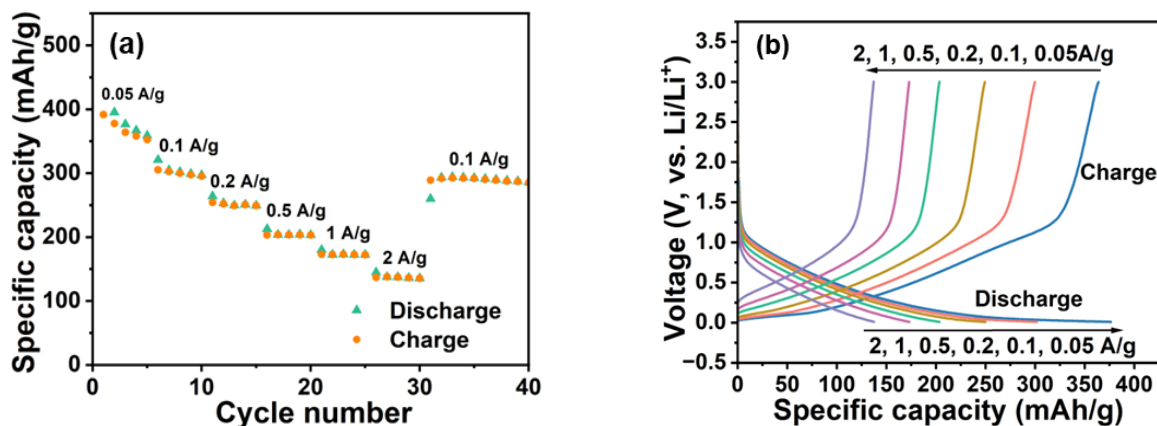 (a)
Specific capacity (mAh/g)
500
400
300
200
100
0
0.05 A/g
0.1 A/g
0.2 A/g
0.5 A/g
1 A/g
2 A/g
0.1 A/g
Discharge
Charge
0 10 20 30 40
Cycle number
(b)
Voltage (V, vs. Li/Li⁺)
3.5
3.0
2.5
2.0
1.5
1.0
0.5
0.0
−0.5
2, 1, 0.5, 0.2, 0.1, 0.05A/g
Charge
Discharge
2, 1, 0.5, 0.2, 0.1, 0.05 A/g
0 50 100 150 200 250 300 350 400
Specific capacity (mAh/g)